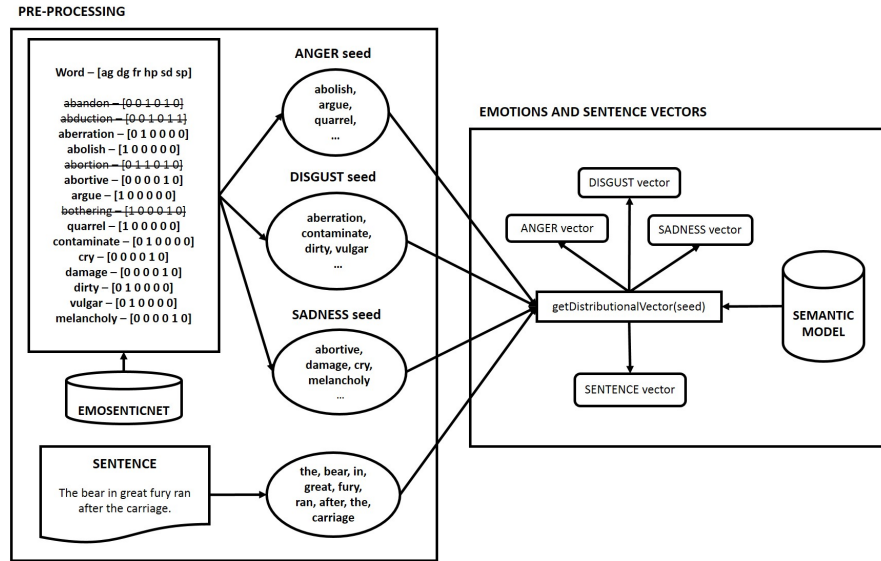 PRE-PROCESSING
Word – [ag dg fr hp sd sp]
abandon – [0 0 1 0 1 0]
abduction – [0 0 1 0 1 1]
aberration – [0 1 0 0 0 0]
abolish – [1 0 0 0 0 0]
abortion – [0 1 1 0 1 0]
abortive – [0 0 0 0 1 0]
argue – [1 0 0 0 0 0]
bothering – [1 0 0 0 1 0]
quarrel – [1 0 0 0 0 0]
contaminate – [0 1 0 0 0 0]
cry – [0 0 0 0 1 0]
damage – [0 0 0 0 1 0]
dirty – [0 1 0 0 0 0]
vulgar – [0 1 0 0 0 0]
melancholy – [0 0 0 0 1 0]
EMOSENTICNET
SENTENCE
The bear in great fury ran
after the carriage.
ANGER seed
abolish,
argue,
quarrel,
...
DISGUST seed
aberration,
contaminate,
dirty, vulgar
...
SADNESS seed
abortive,
damage, cry,
melancholy
...
the, bear, in,
great, fury,
ran, after, the,
carriage
EMOTIONS AND SENTENCE VECTORS
DISGUST vector
ANGER vector
SADNESS vector
getDistributionalVector(seed)
SEMANTIC
MODEL
SENTENCE vector